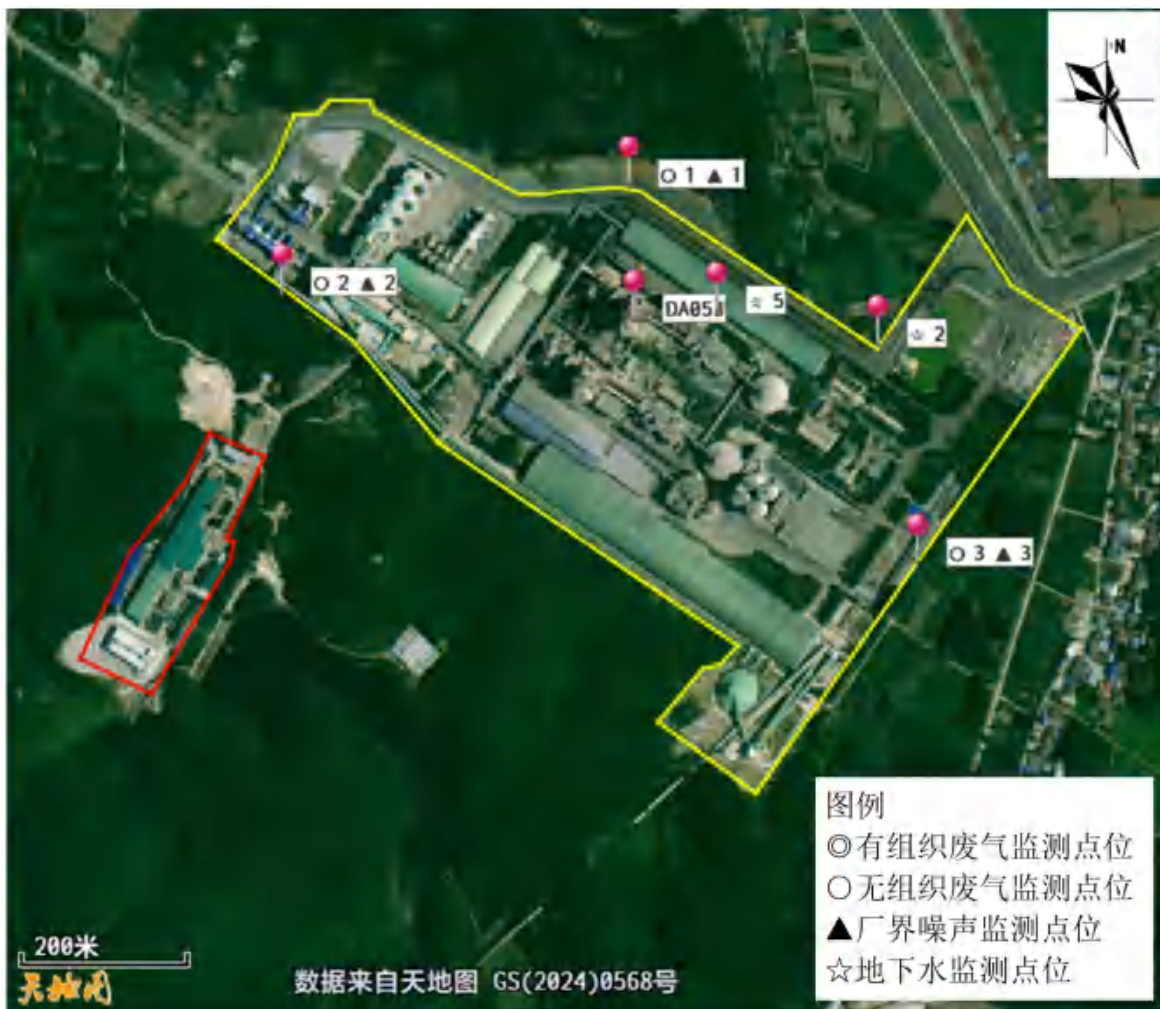 N
○ 1 ▲ 1
○ 2 ▲ 2
☆ 5
☆ 2
○ 3 ▲ 3
图例
◎有组织废气监测点位
○无组织废气监测点位
▲厂界噪声监测点位
☆地下水监测点位
200米
天地图
数据来自天地图 GS(2024)0568号